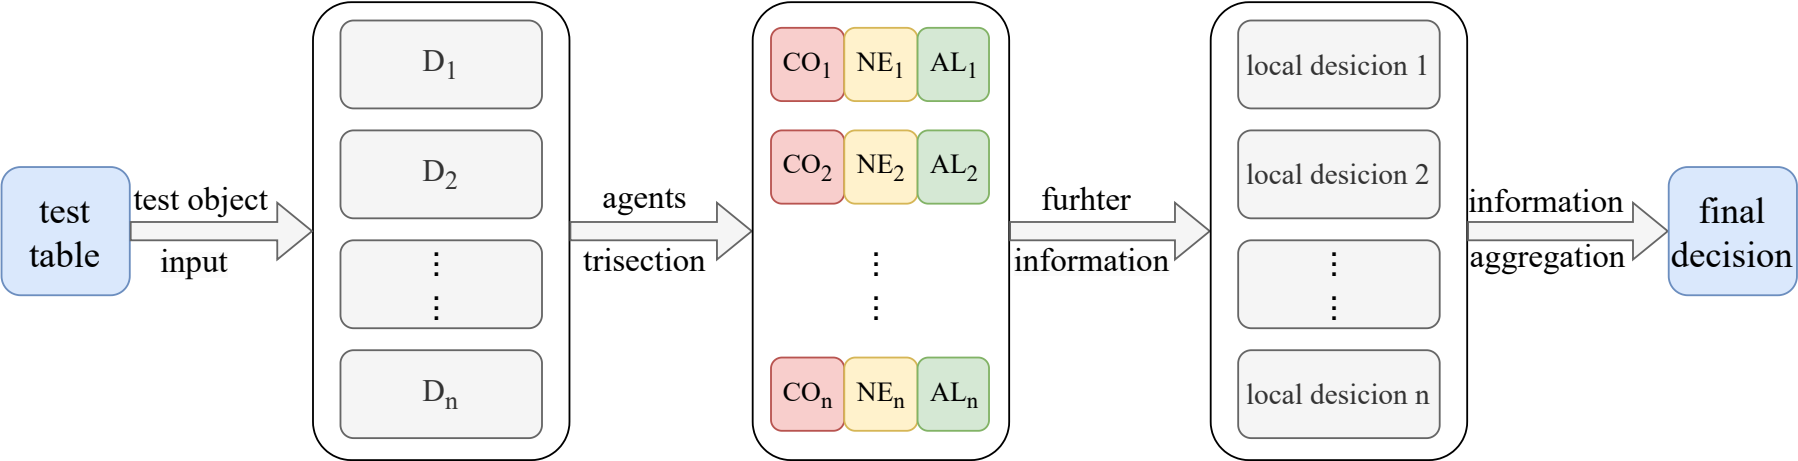 test
table
test object
input
D1
D2
⋮
⋮
Dn
agents
trisection
CO1 NE1 AL1
CO2 NE2 AL2
⋮
⋮
COn NEn ALn
furhter
information
local desicion 1
local desicion 2
⋮
⋮
local desicion n
information
aggregation
final
decision